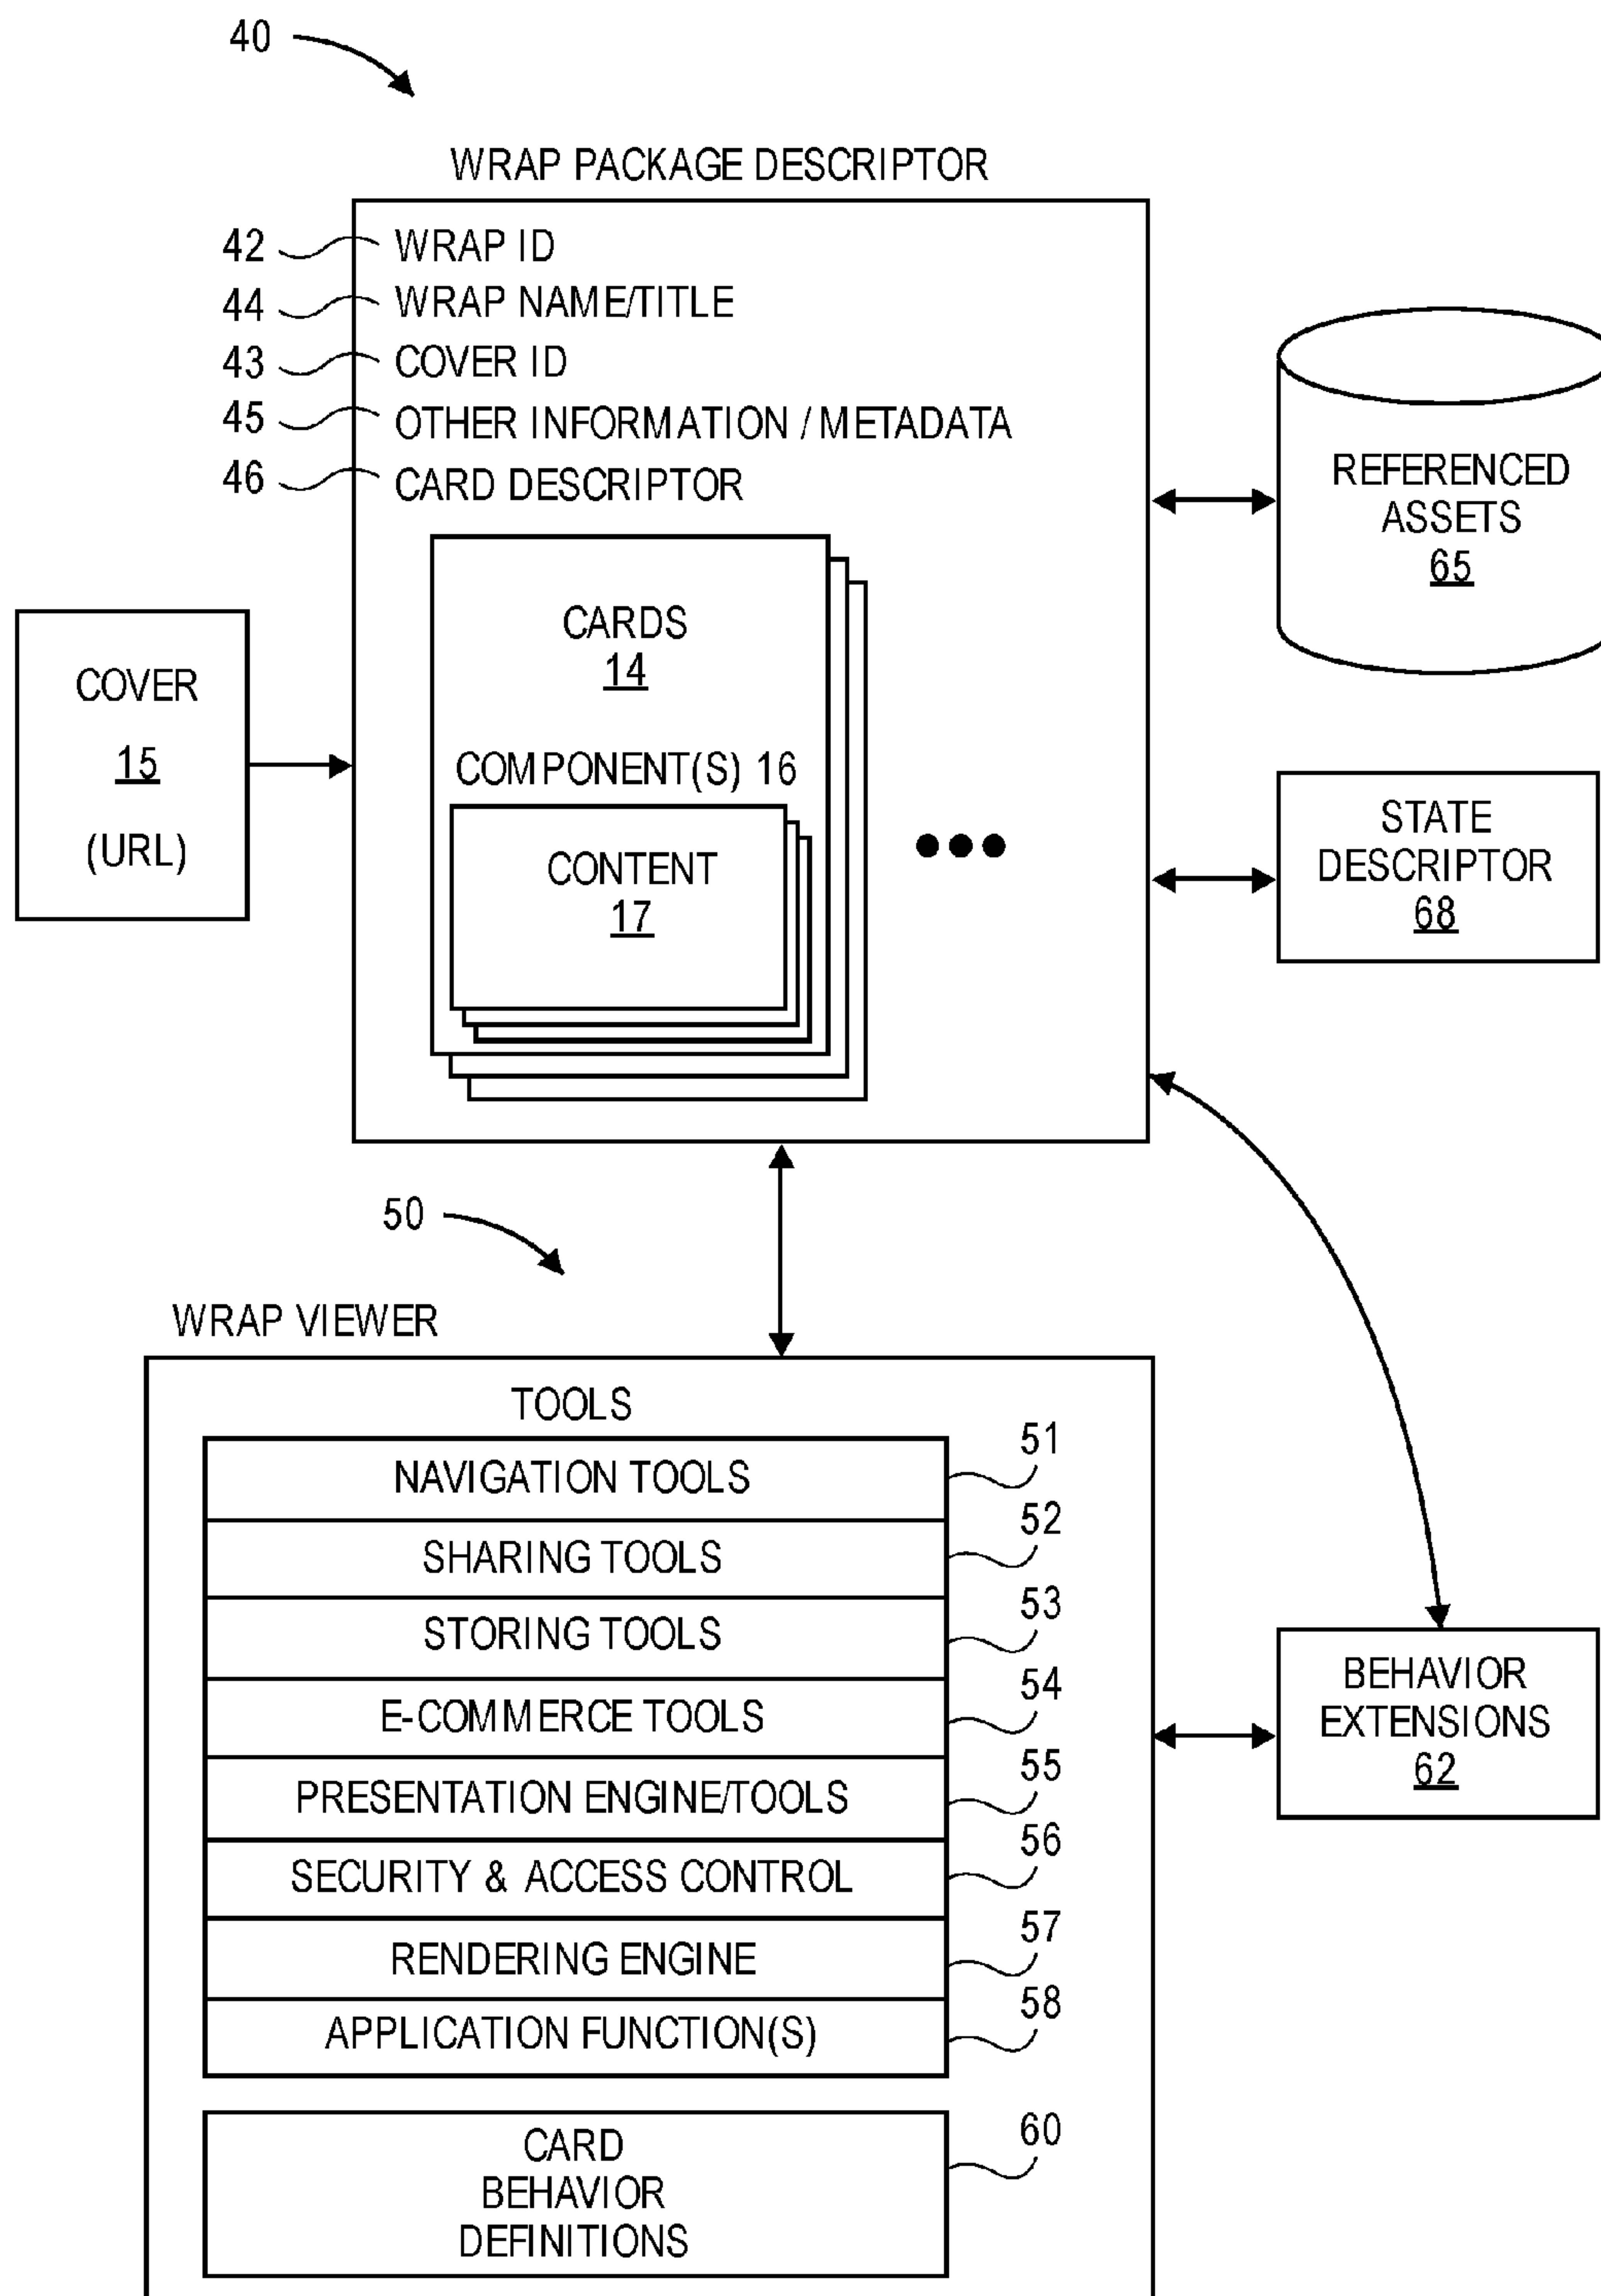 40
WRAP PACKAGE DESCRIPTOR
42 WRAP ID
44 WRAP NAME/TITLE
43 COVER ID
45 OTHER INFORMATION / METADATA
46 CARD DESCRIPTOR
CARDS
14
COMPONENT(S) 16
CONTENT
17
COVER
15
(URL)
REFERENCED
ASSETS
65
STATE
DESCRIPTOR
68
50
WRAP VIEWER
TOOLS
NAVIGATION TOOLS 51
SHARING TOOLS 52
STORING TOOLS 53
E-COMMERCE TOOLS 54
PRESENTATION ENGINE/TOOLS 55
SECURITY & ACCESS CONTROL 56
RENDERING ENGINE 57
APPLICATION FUNCTION(S) 58
CARD 60
BEHAVIOR
DEFINITIONS
BEHAVIOR
EXTENSIONS
62